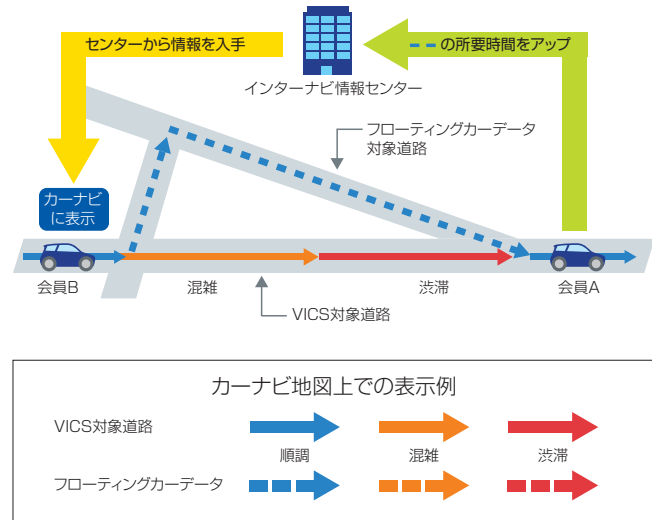 センターから情報を入手
の所要時間をアップ
インターナビ情報センター
フローティングカーデータ
対象道路
カーナビ
に表示
会員B
混雑
渋滞
会員A
VICS対象道路
カーナビ地図上での表示例
VICS対象道路
順調
混雑
渋滞
フローティングカーデータ